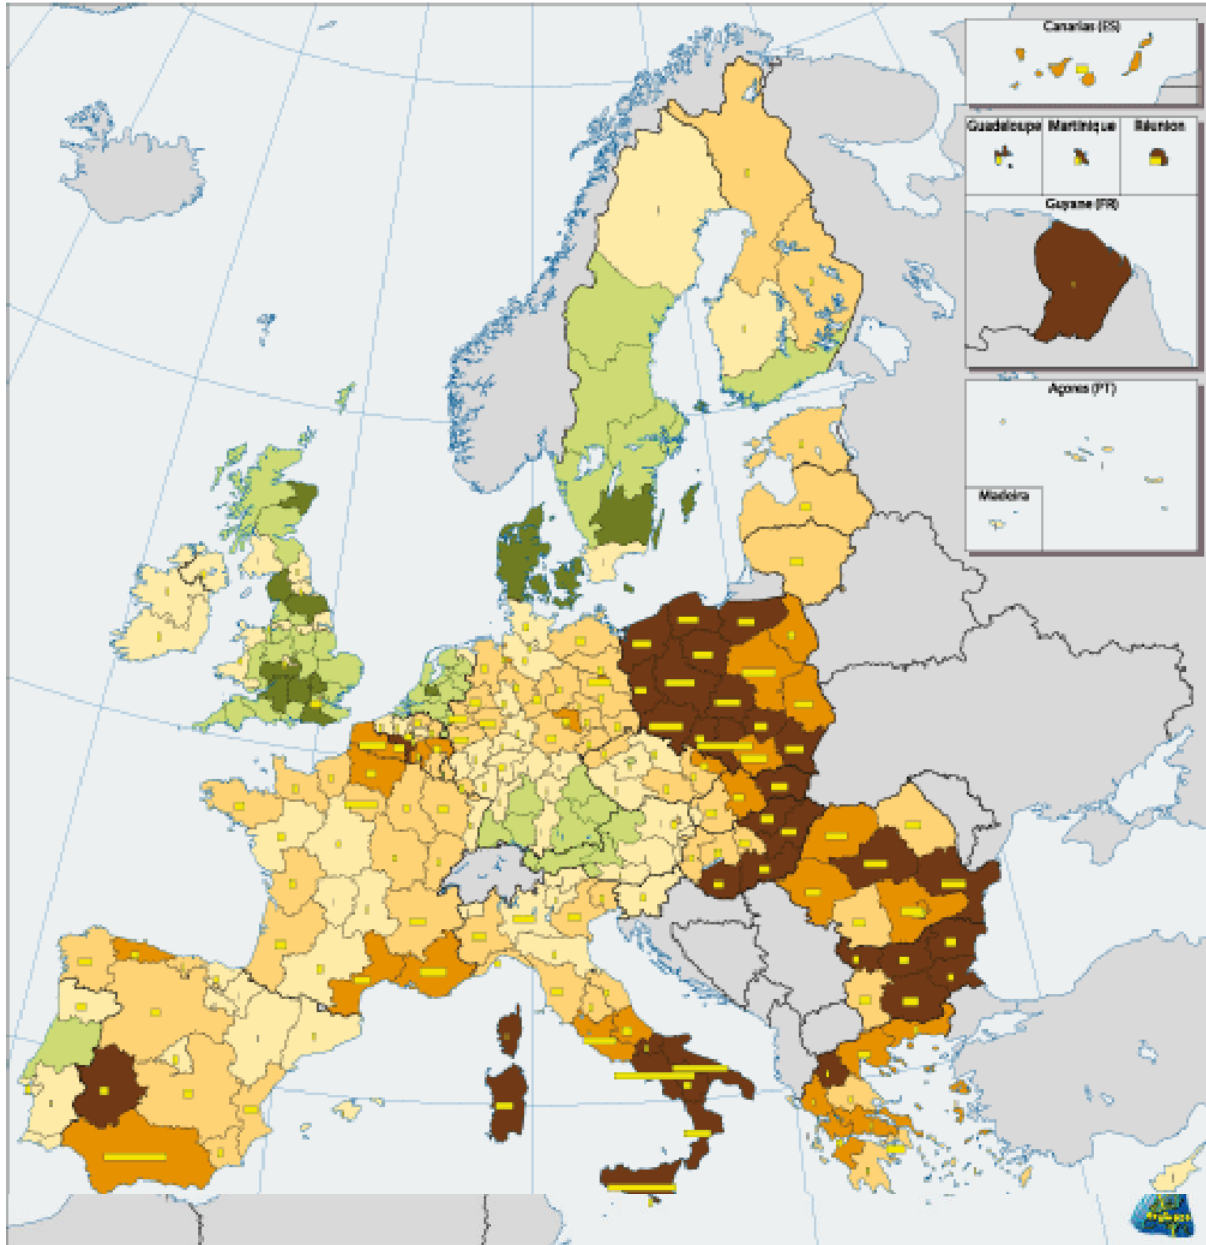 Canarias (ES)
Guadeloupe
Martinique
Réunion
Guyane (FR)
Açores (PT)
Madeira